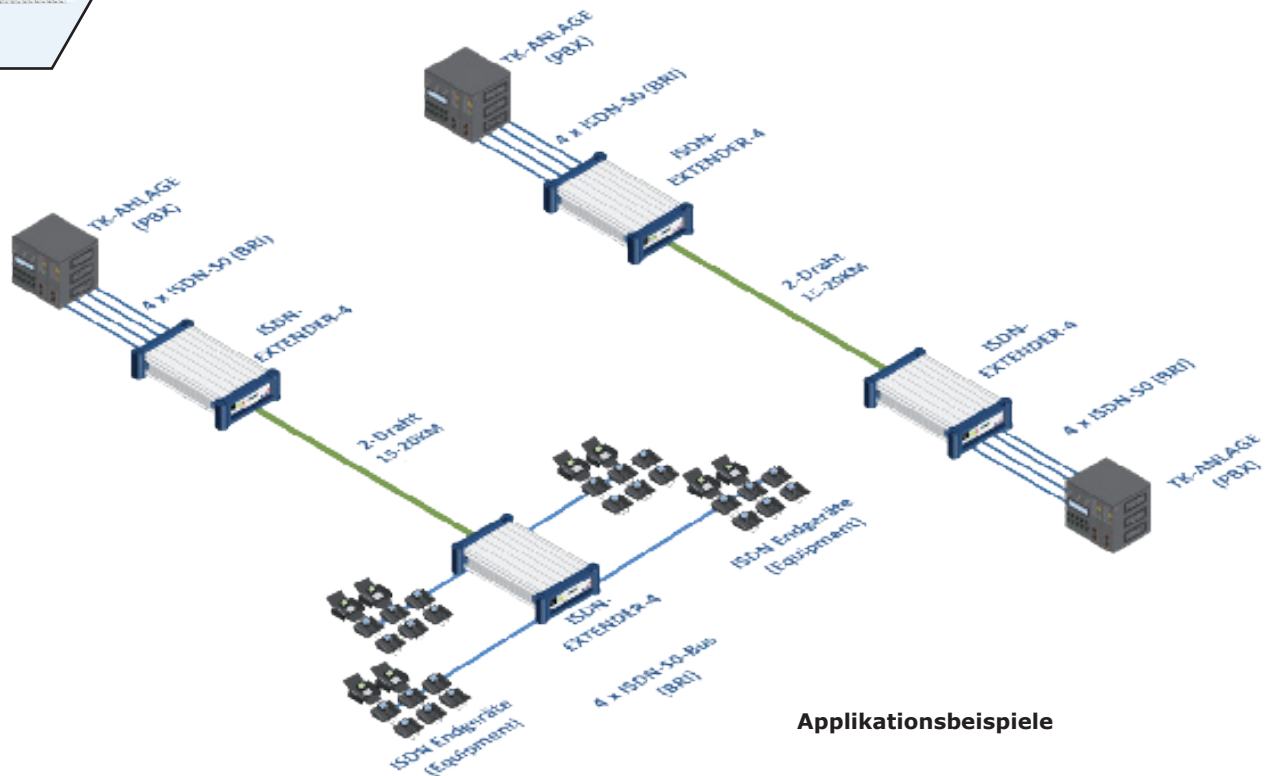 TK-ANLAGE
(PBX)
4 x ISDN-S0 (BRI)
ISDN-
EXTENDER-4
2-Draht
15-20KM
ISDN-
EXTENDER-4
4 x ISDN-S0 (BRI)
TK-ANLAGE
(PBX)
TK-ANLAGE
(PBX)
4 x ISDN-S0 (BRI)
ISDN-
EXTENDER-4
2-Draht
15-20KM
ISDN Endgeräte
(Equipment)
ISDN-
EXTENDER-4
4 x ISDN-S0-Bus
(BRI)
ISDN Endgeräte
(Equipment)
Applikationsbeispiele